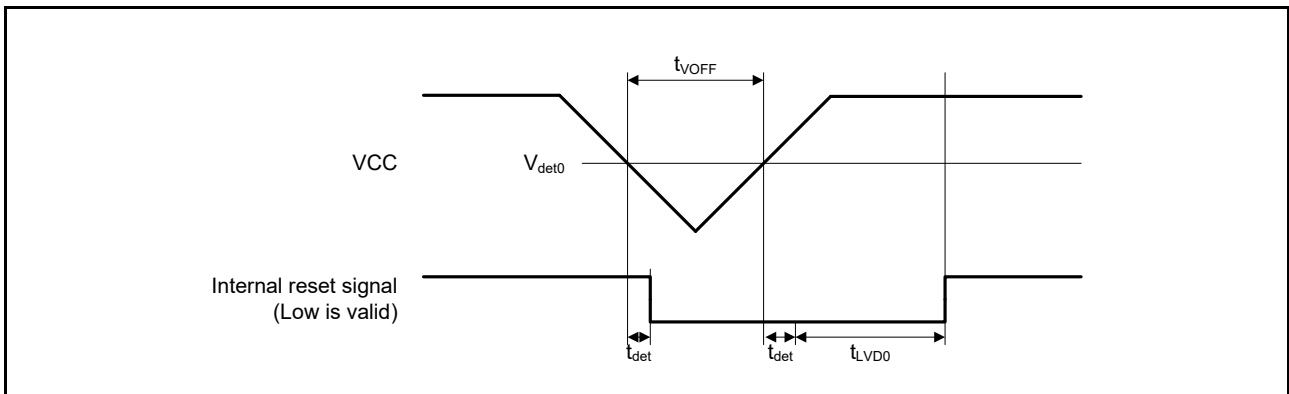 tVOFF
VCC
Vdet0
Internal reset signal
(Low is valid)
tdet
tdet
tLVD0